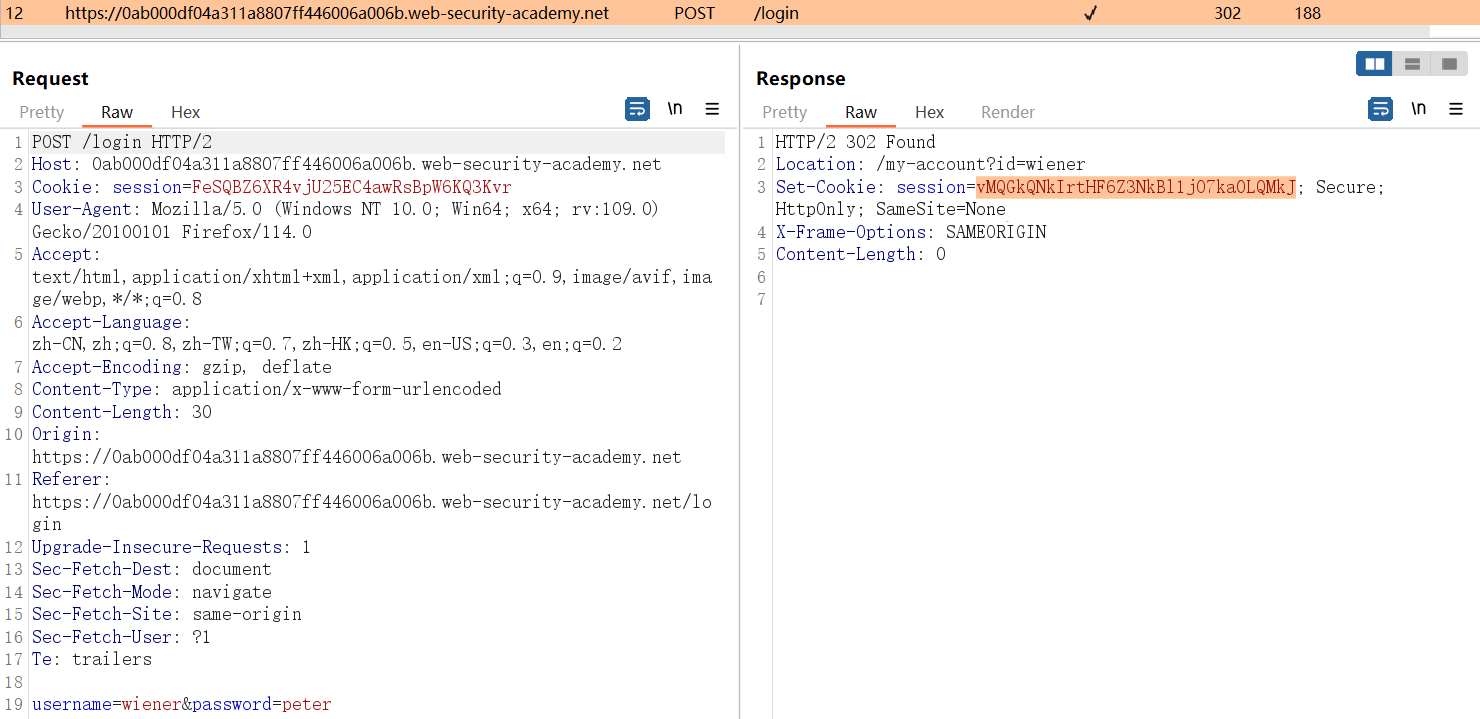 12 https://0ab000df04a311a8807ff446006a006b.web-security-academy.net POST /login ✓ 302 188
Request
Pretty Raw Hex \n
1 POST /login HTTP/2
2 Host: 0ab000df04a311a8807ff446006a006b.web-security-academy.net
3 Cookie: session=FeSQBZ6XR4vjU25EC4awRsBpW6KQ3Kvr
4 User-Agent: Mozilla/5.0 (Windows NT 10.0; Win64; x64; rv:109.0)
Gecko/20100101 Firefox/114.0
5 Accept:
text/html,application/xhtml+xml,application/xml;q=0.9,image/avif,ima
ge/webp,*/*;q=0.8
6 Accept-Language:
zh-CN,zh;q=0.8,zh-TW;q=0.7,zh-HK;q=0.5,en-US;q=0.3,en;q=0.2
7 Accept-Encoding: gzip, deflate
8 Content-Type: application/x-www-form-urlencoded
9 Content-Length: 30
10 Origin:
https://0ab000df04a311a8807ff446006a006b.web-security-academy.net
11 Referer:
https://0ab000df04a311a8807ff446006a006b.web-security-academy.net/lo
gin
12 Upgrade-Insecure-Requests: 1
13 Sec-Fetch-Dest: document
14 Sec-Fetch-Mode: navigate
15 Sec-Fetch-Site: same-origin
16 Sec-Fetch-User: ?1
17 Te: trailers
18
19 username=wiener&password=peter
Response
Pretty Raw Hex Render \n
1 HTTP/2 302 Found
2 Location: /my-account?id=wiener
3 Set-Cookie: session=vMQGkQNkIrtHF6Z3NkBl1jO7kaOLQMkJ; Secure;
HttpOnly; SameSite=None
4 X-Frame-Options: SAMEORIGIN
5 Content-Length: 0
6
7